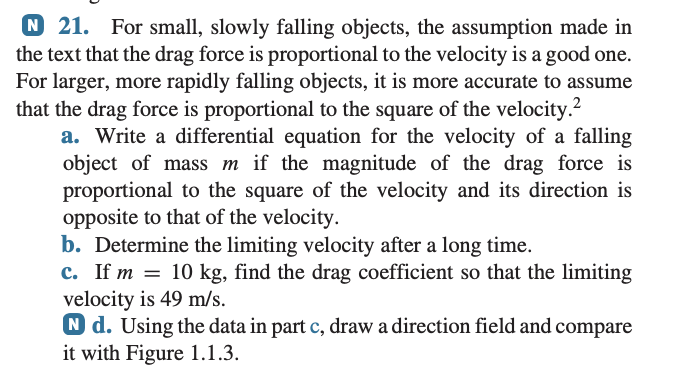 N 21. For small, slowly falling objects, the assumption made in
the text that the drag force is proportional to the velocity is a good one.
For larger, more rapidly falling objects, it is more accurate to assume
that the drag force is proportional to the square of the velocity.²
a. Write a differential equation for the velocity of a falling
object of mass m if the magnitude of the drag force is
proportional to the square of the velocity and its direction is
opposite to that of the velocity.
b. Determine the limiting velocity after a long time.
c. If m = 10 kg, find the drag coefficient so that the limiting
velocity is 49 m/s.
N d. Using the data in part c, draw a direction field and compare
it with Figure 1.1.3.